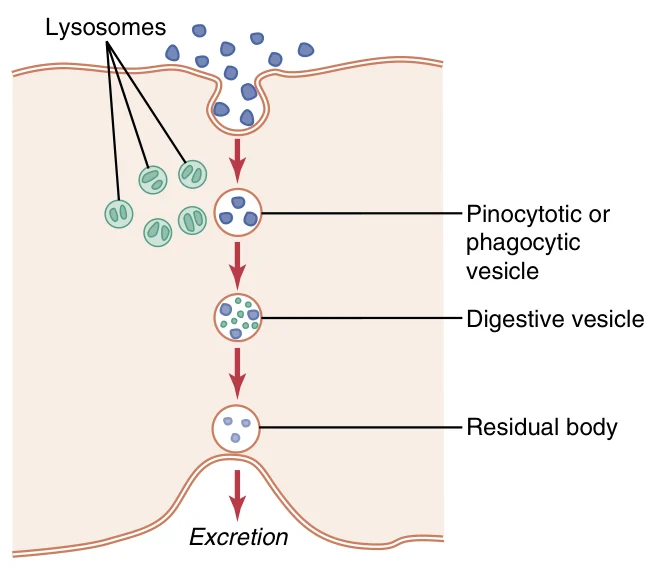 Lysosomes
Pinocytotic or
phagocytic
vesicle
Digestive vesicle
Residual body
Excretion